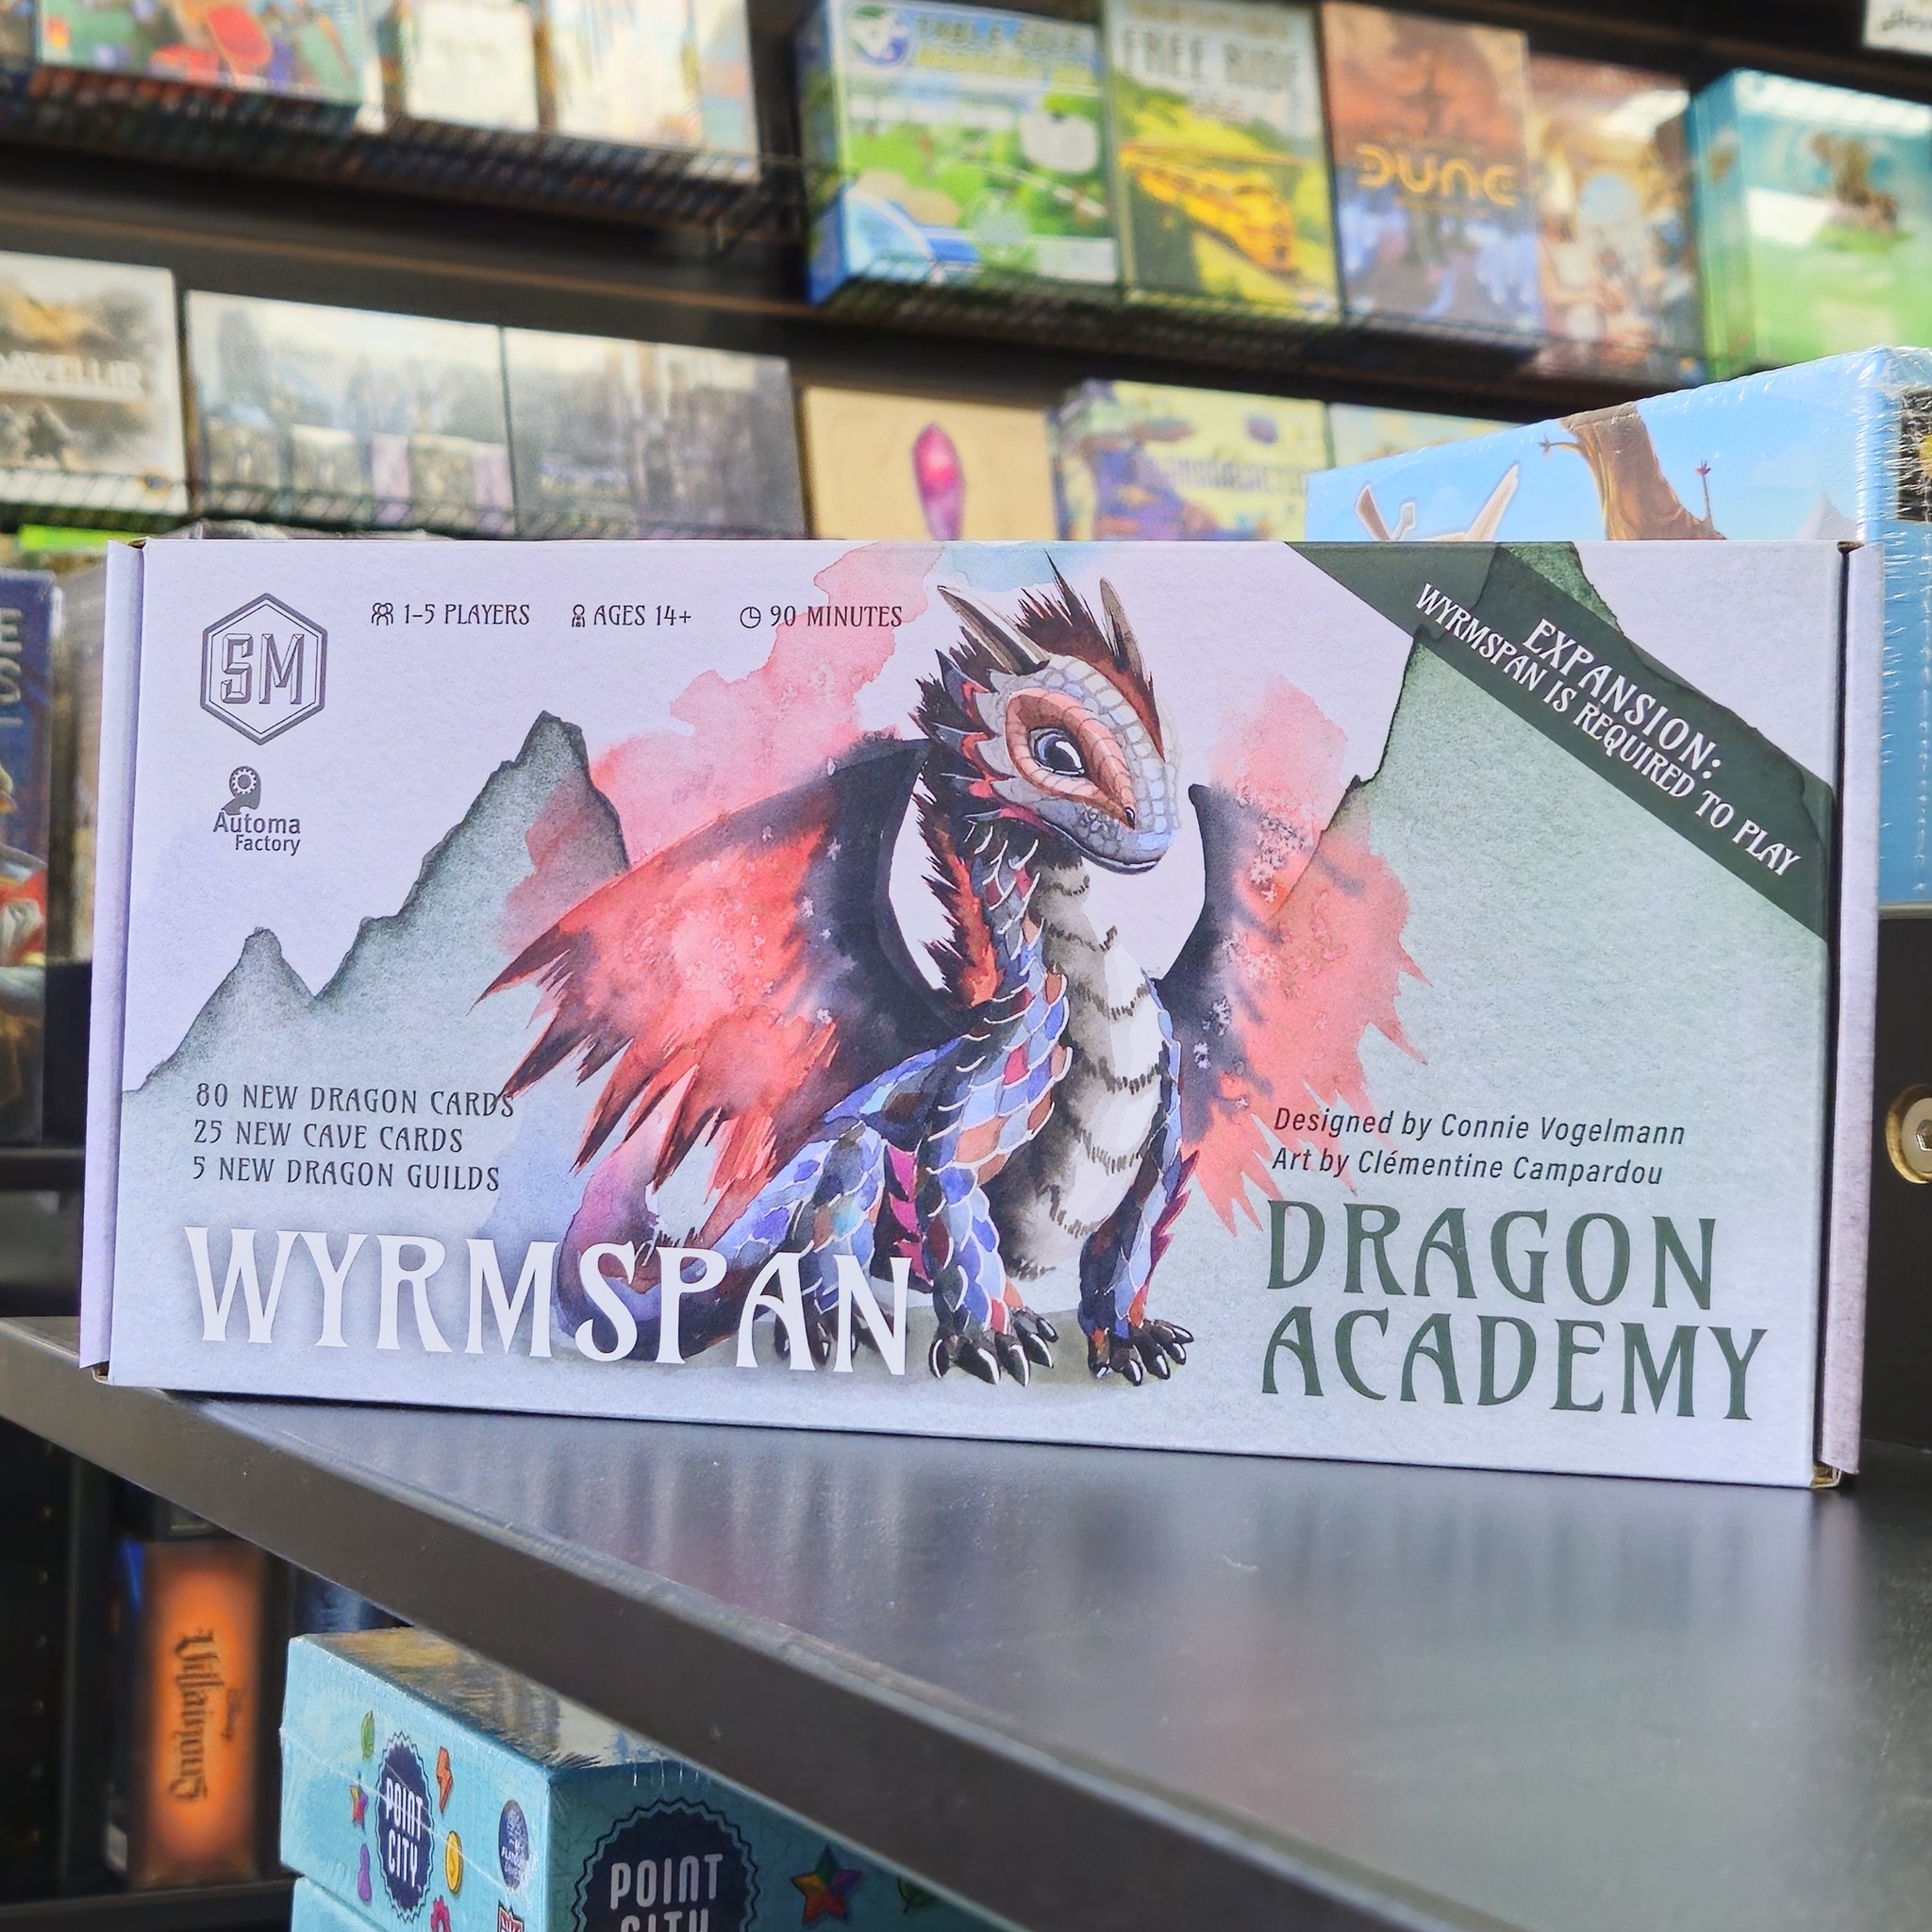 FREE RIDE
DUNE
SM
1-5 PLAYERS
AGES 14+
90 MINUTES
EXPANSION:
WYRMSPAN IS REQUIRED TO PLAY
Automa
Factory
80 NEW DRAGON CARDS
25 NEW CAVE CARDS
5 NEW DRAGON GUILDS
Designed by Connie Vogelmann
Art by Clémentine Campardou
WYRMSPAN
DRAGON
ACADEMY
Disney
Villainous
POINT
CITY
POINT
CITY